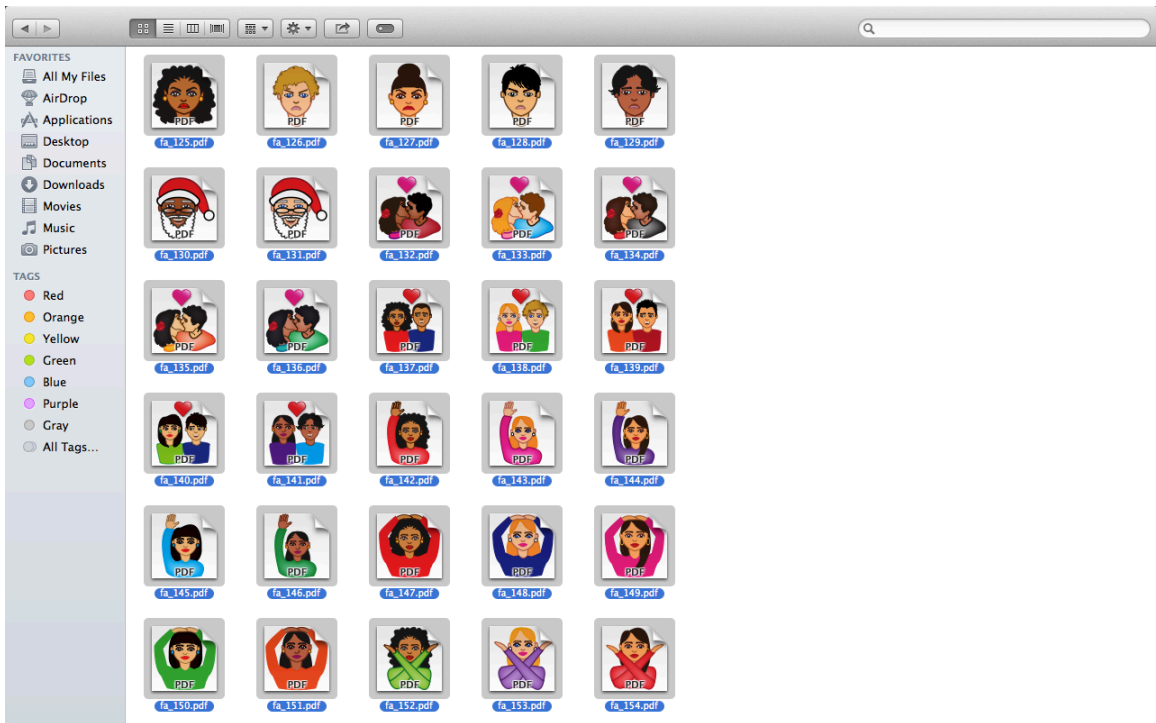 FAVORITES
All My Files
AirDrop
Applications
Desktop
Documents
Downloads
Movies
Music
Pictures
TAGS
Red
Orange
Yellow
Green
Blue
Purple
Gray
All Tags...
PDF PDF PDF PDF PDF
fa_125.pdf fa_126.pdf fa_127.pdf fa_128.pdf fa_129.pdf
PDF PDF PDF PDF PDF
fa_130.pdf fa_131.pdf fa_132.pdf fa_133.pdf fa_134.pdf
PDF PDF PDF PDF PDF
fa_135.pdf fa_136.pdf fa_137.pdf fa_138.pdf fa_139.pdf
PDF PDF PDF PDF PDF
fa_140.pdf fa_141.pdf fa_142.pdf fa_143.pdf fa_144.pdf
PDF PDF PDF PDF PDF
fa_145.pdf fa_146.pdf fa_147.pdf fa_148.pdf fa_149.pdf
PDF PDF PDF PDF PDF
fa_150.pdf fa_151.pdf fa_152.pdf fa_153.pdf fa_154.pdf